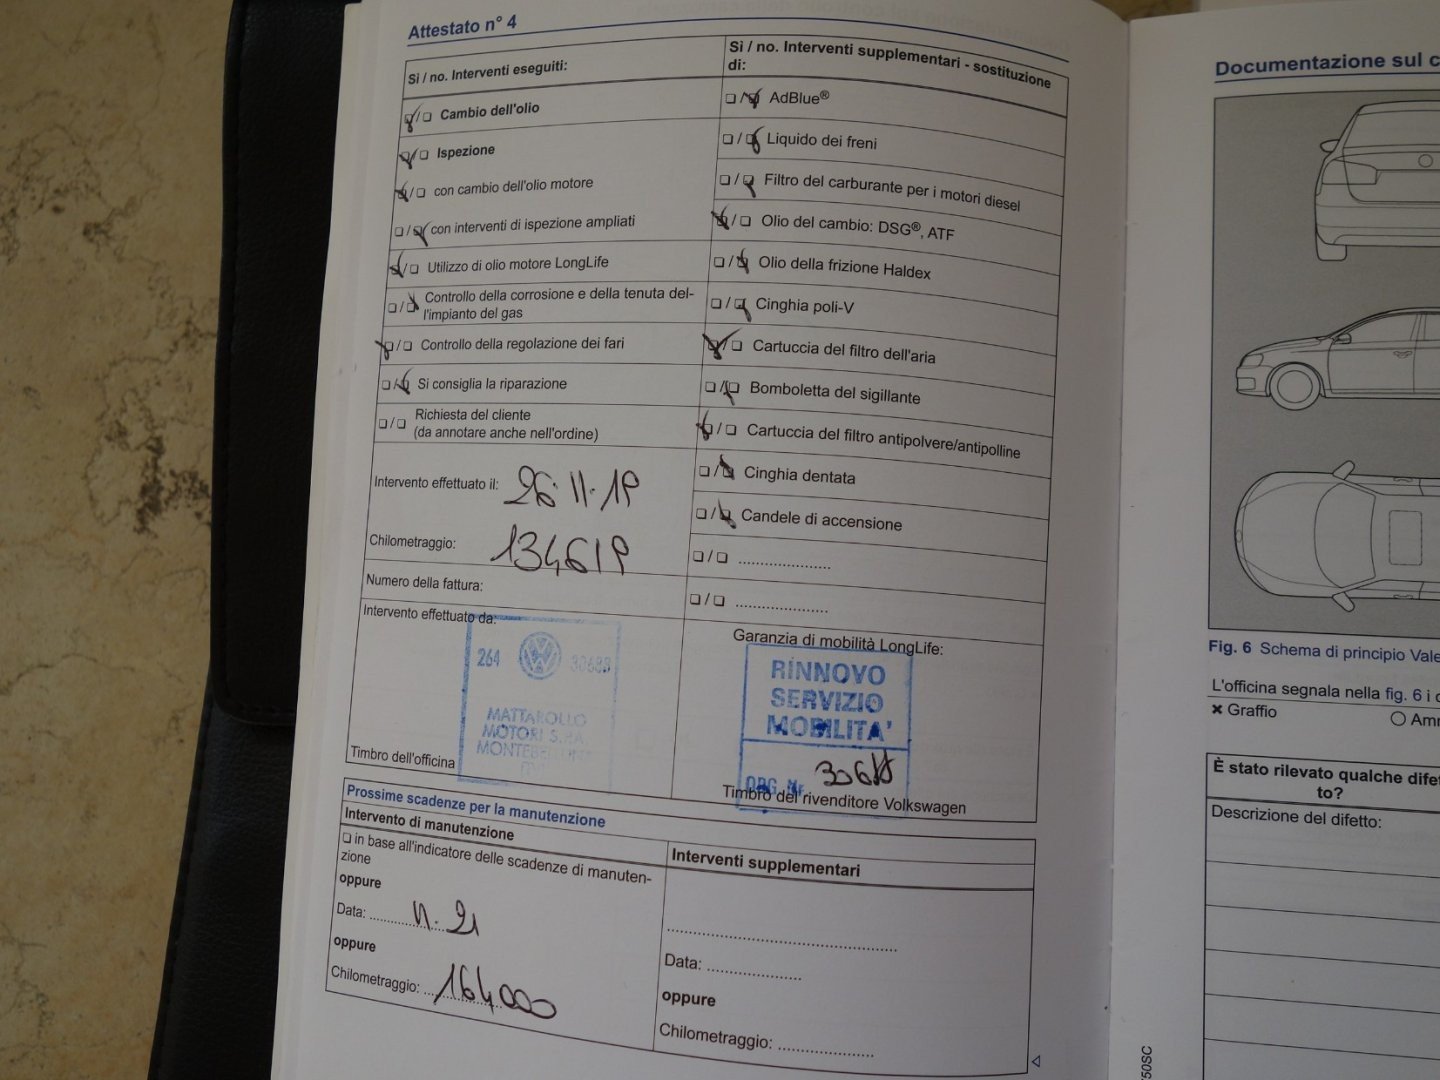 Attestato n° 4
Sì / no. Interventi eseguiti:
Cambio dell'olio
Ispezione
con cambio dell'olio motore
con interventi di ispezione ampliati
Utilizzo di olio motore LongLife
Controllo della corrosione e della tenuta del-
l'impianto del gas
Controllo della regolazione dei fari
Si consiglia la riparazione
Richiesta del cliente
(da annotare anche nell'ordine)
Intervento effettuato il: 26.11.19
Chilometraggio: 134619
Numero della fattura:
Intervento effettuato da:
264 30688
MATTAROLLO
MOTORI S.P.A.
Timbro dell'officina
Sì / no. Interventi supplementari - sostituzione
di:
AdBlue®
Liquido dei freni
Filtro del carburante per i motori diesel
Olio del cambio: DSG®, ATF
Olio della frizione Haldex
Cinghia poli-V
Cartuccia del filtro dell'aria
Bomboletta del sigillante
Cartuccia del filtro antipolvere/antipolline
Cinghia dentata
Candele di accensione
Garanzia di mobilità LongLife:
RINNOVO
SERVIZIO
MOBILITA'
ORG. Nr.
Timbro del rivenditore Volkswagen
Prossime scadenze per la manutenzione
Intervento di manutenzione
in base all'indicatore delle scadenze di manuten-
zione
oppure
Data: 11.21
oppure
Chilometraggio: 164000
Interventi supplementari
Data:
oppure
Chilometraggio:
Documentazione sul
Fig. 6 Schema di principio
L'officina segnala nella fig. 6 i
Graffio
È stato rilevato qualche
to?
Descrizione del difetto: